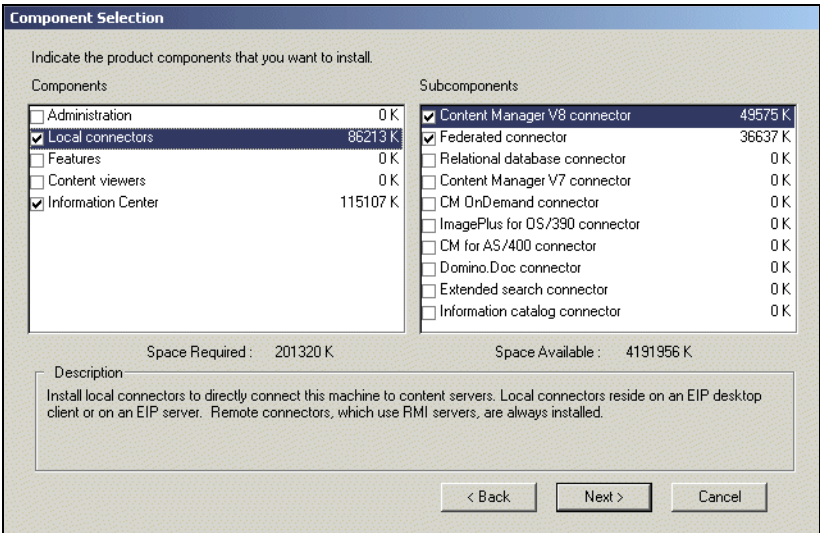 Component Selection
Indicate the product components that you want to install.
Components
Administration 0 K
Local connectors 86213 K
Features 0 K
Content viewers 0 K
Information Center 115107 K
Subcomponents
Content Manager V8 connector 49575 K
Federated connector 36637 K
Relational database connector 0 K
Content Manager V7 connector 0 K
CM OnDemand connector 0 K
ImagePlus for OS/390 connector 0 K
CM for AS/400 connector 0 K
Domino.Doc connector 0 K
Extended search connector 0 K
Information catalog connector 0 K
Space Required : 201320 K
Space Available : 4191956 K
Description
Install local connectors to directly connect this machine to content servers. Local connectors reside on an EIP desktop
client or on an EIP server. Remote connectors, which use RMI servers, are always installed.
< Back
Next >
Cancel